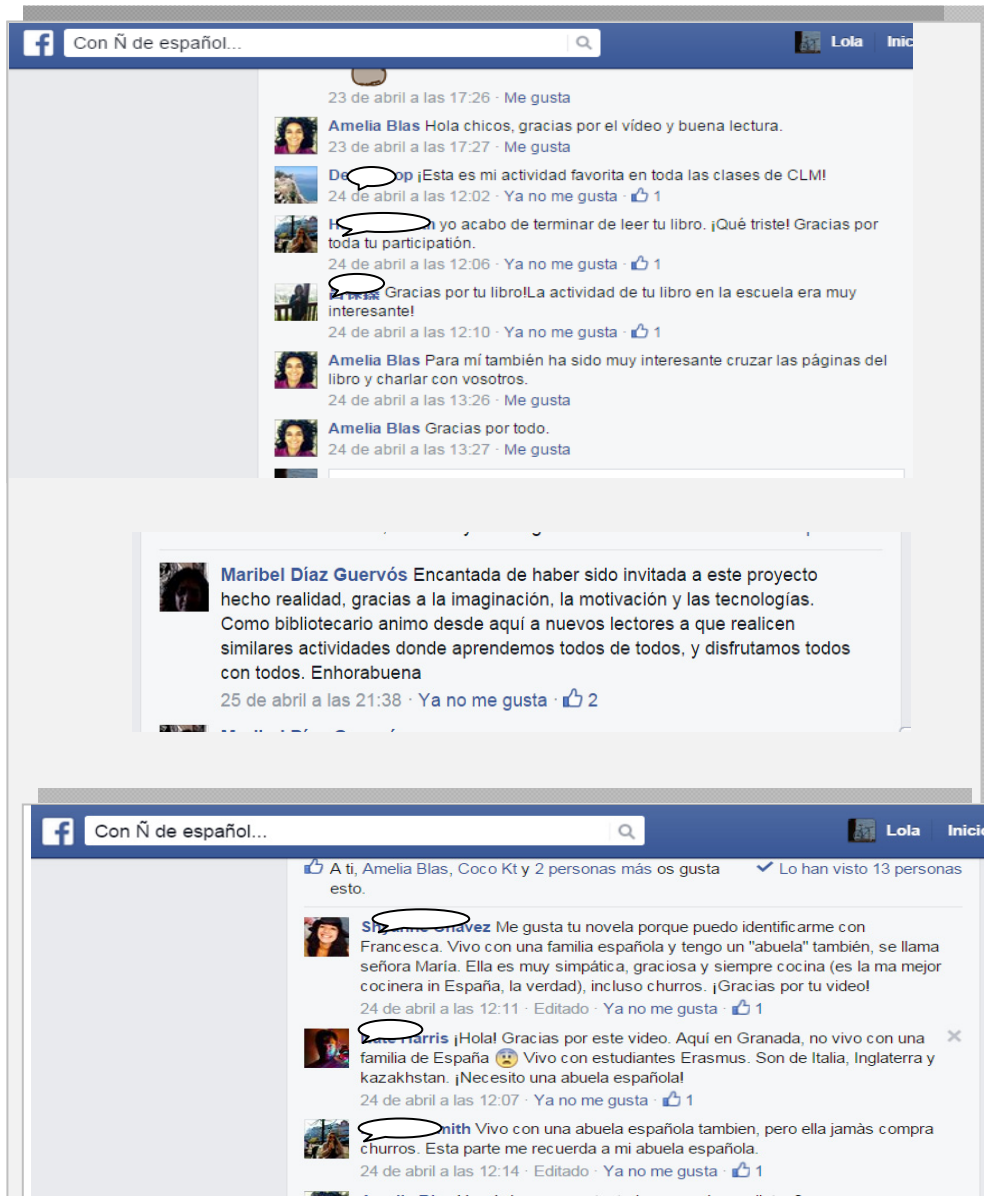 Con Ñ de español...
Lola Inic
23 de abril a las 17:26 · Me gusta
Amelia Blas Hola chicos, gracias por el vídeo y buena lectura.
23 de abril a las 17:27 · Me gusta
op ¡Esta es mi actividad favorita en toda las clases de CLM!
24 de abril a las 12:02 · Ya no me gusta · 1
yo acabo de terminar de leer tu libro. ¡Qué triste! Gracias por
toda tu participatión.
24 de abril a las 12:06 · Ya no me gusta · 1
Gracias por tu libro!La actividad de tu libro en la escuela era muy
interesante!
24 de abril a las 12:10 · Ya no me gusta · 1
Amelia Blas Para mí también ha sido muy interesante cruzar las páginas del
libro y charlar con vosotros.
24 de abril a las 13:26 · Me gusta
Amelia Blas Gracias por todo.
24 de abril a las 13:27 · Me gusta
Maribel Díaz Guervós Encantada de haber sido invitada a este proyecto
hecho realidad, gracias a la imaginación, la motivación y las tecnologías.
Como bibliotecario animo desde aquí a nuevos lectores a que realicen
similares actividades donde aprendemos todos de todos, y disfrutamos todos
con todos. Enhorabuena
25 de abril a las 21:38 · Ya no me gusta · 2
Con Ñ de español...
Lola Inicio
A ti, Amelia Blas, Coco Kt y 2 personas más os gusta
esto.
Lo han visto 13 personas
Me gusta tu novela porque puedo identificarme con
Francesca. Vivo con una familia española y tengo un "abuela" también, se llama
señora María. Ella es muy simpática, graciosa y siempre cocina (es la ma mejor
cocinera in España, la verdad), incluso churros. ¡Gracias por tu video!
24 de abril a las 12:11 · Editado · Ya no me gusta · 1
Harris ¡Hola! Gracias por este video. Aquí en Granada, no vivo con una
familia de España 😨 Vivo con estudiantes Erasmus. Son de Italia, Inglaterra y
kazakhstan. ¡Necesito una abuela española!
24 de abril a las 12:07 · Ya no me gusta · 1
mith Vivo con una abuela española tambien, pero ella jamàs compra
churros. Esta parte me recuerda a mi abuela española.
24 de abril a las 12:14 · Editado · Ya no me gusta · 1